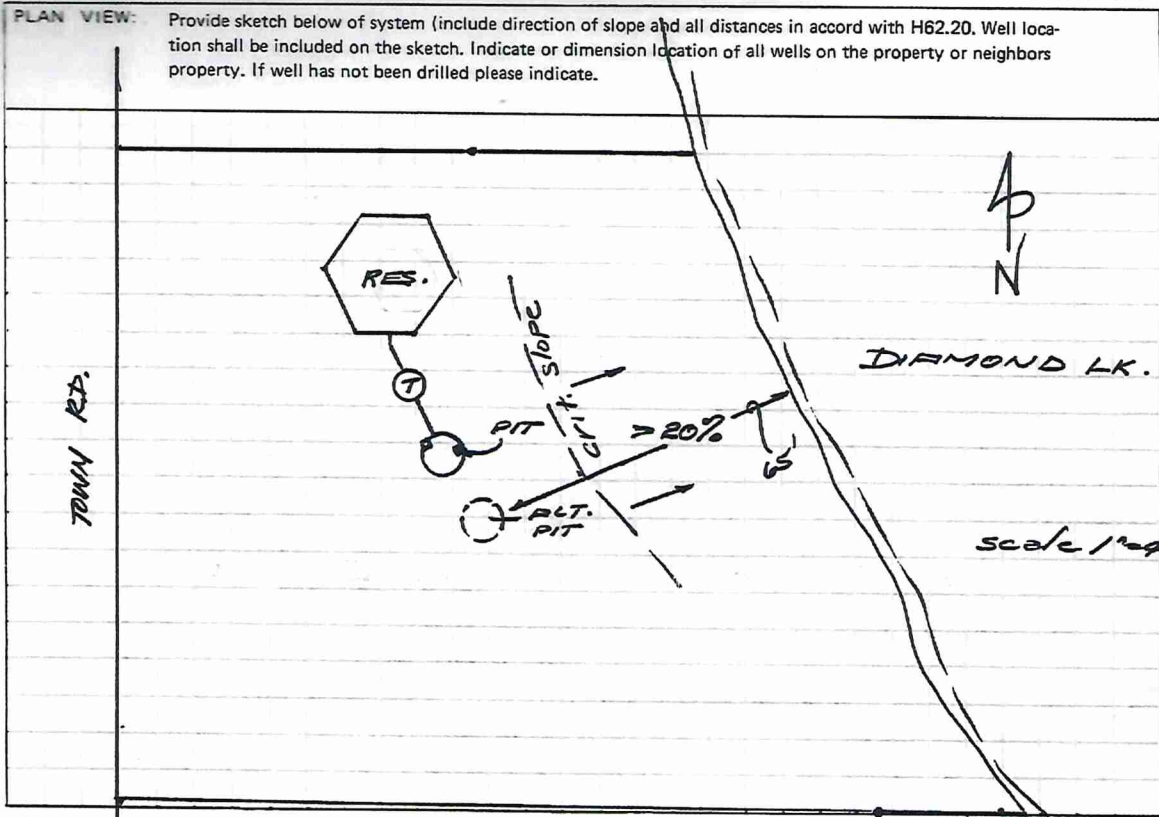 PLAN VIEW: Provide sketch below of system (include direction of slope and all distances in accord with H62.20. Well loca-
tion shall be included on the sketch. Indicate or dimension location of all wells on the property or neighbors
property. If well has not been drilled please indicate.
N
RES.
TOWN RD.
T
PIT
crit. slope
>20%
65'
ALT.
PIT
DIAMOND LK.
scale 1"=4